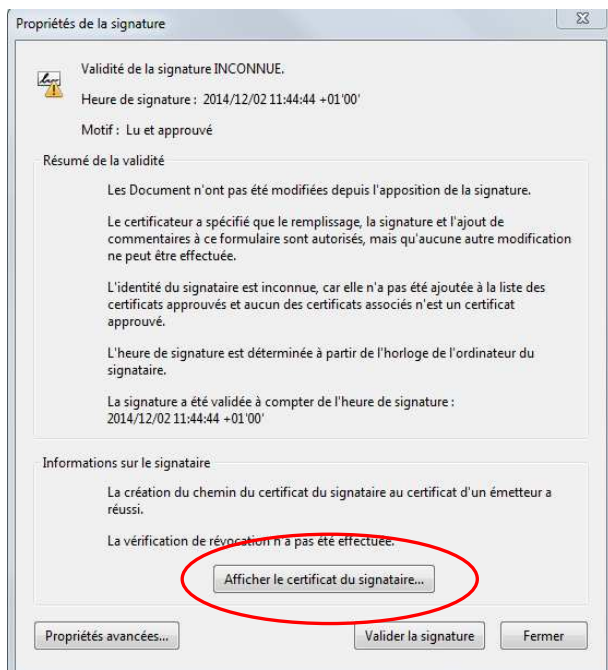 Propriétés de la signature
Validité de la signature INCONNUE.
Heure de signature : 2014/12/02 11:44:44 +01'00'
Motif : Lu et approuvé
Résumé de la validité
Les Document n'ont pas été modifiées depuis l'apposition de la signature.
Le certificateur a spécifié que le remplissage, la signature et l'ajout de
commentaires à ce formulaire sont autorisés, mais qu'aucune autre modification
ne peut être effectuée.
L'identité du signataire est inconnue, car elle n'a pas été ajoutée à la liste des
certificats approuvés et aucun des certificats associés n'est un certificat
approuvé.
L'heure de signature est déterminée à partir de l'horloge de l'ordinateur du
signataire.
La signature a été validée à compter de l'heure de signature :
2014/12/02 11:44:44 +01'00'
Informations sur le signataire
La création du chemin du certificat du signataire au certificat d'un émetteur a
réussi.
La vérification de révocation n'a pas été effectuée.
Afficher le certificat du signataire...
Propriétés avancées...
Valider la signature
Fermer